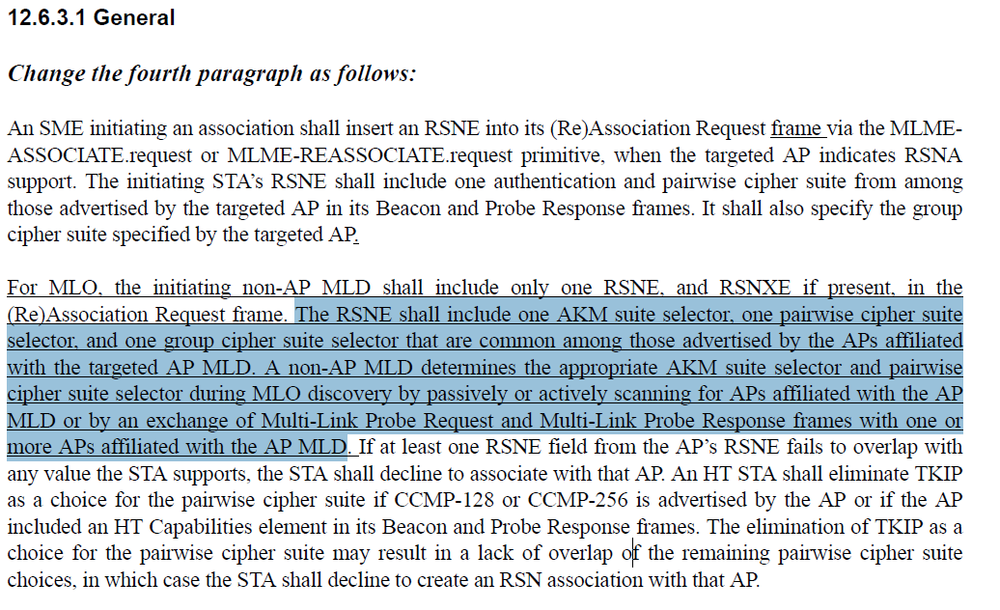 12.6.3.1 General
Change the fourth paragraph as follows:
An SME initiating an association shall insert an RSNE into its (Re)Association Request frame via the MLME-
ASSOCIATE.request or MLME-REASSOCIATE.request primitive, when the targeted AP indicates RSNA
support. The initiating STA’s RSNE shall include one authentication and pairwise cipher suite from among
those advertised by the targeted AP in its Beacon and Probe Response frames. It shall also specify the group
cipher suite specified by the targeted AP.
For MLO, the initiating non-AP MLD shall include only one RSNE, and RSNXE if present, in the
(Re)Association Request frame. The RSNE shall include one AKM suite selector, one pairwise cipher suite
selector, and one group cipher suite selector that are common among those advertised by the APs affiliated
with the targeted AP MLD. A non-AP MLD determines the appropriate AKM suite selector and pairwise
cipher suite selector during MLO discovery by passively or actively scanning for APs affiliated with the AP
MLD or by an exchange of Multi-Link Probe Request and Multi-Link Probe Response frames with one or
more APs affiliated with the AP MLD. If at least one RSNE field from the AP’s RSNE fails to overlap with
any value the STA supports, the STA shall decline to associate with that AP. An HT STA shall eliminate TKIP
as a choice for the pairwise cipher suite if CCMP-128 or CCMP-256 is advertised by the AP or if the AP
included an HT Capabilities element in its Beacon and Probe Response frames. The elimination of TKIP as a
choice for the pairwise cipher suite may result in a lack of overlap of the remaining pairwise cipher suite
choices, in which case the STA shall decline to create an RSN association with that AP.